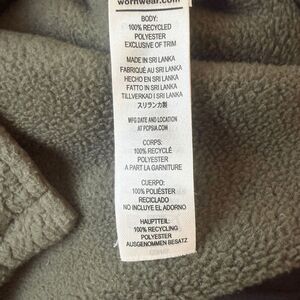 wornwear.com
BODY:
100% RECYCLED
POLYESTER
EXCLUSIVE OF TRIM
MADE IN SRI LANKA
FABRIQUÉ AU SRI LANKA
HECHO EN SRI LANKA
FATTO IN SRI LANKA
TILLVERKAD I SRI LANKA
スリランカ製
MFG DATE AND LOCATION
AT PCPSIA.COM
CORPS:
100% RECYCLÉ
POLYESTER
À PART LA GARNITURE
CUERPO:
100% POLIÉSTER
RECICLADO
NO INCLUYE EL ADORNO
HAUPTTEIL:
100% RECYCLING
POLYESTER
AUSGENOMMEN BESATZ